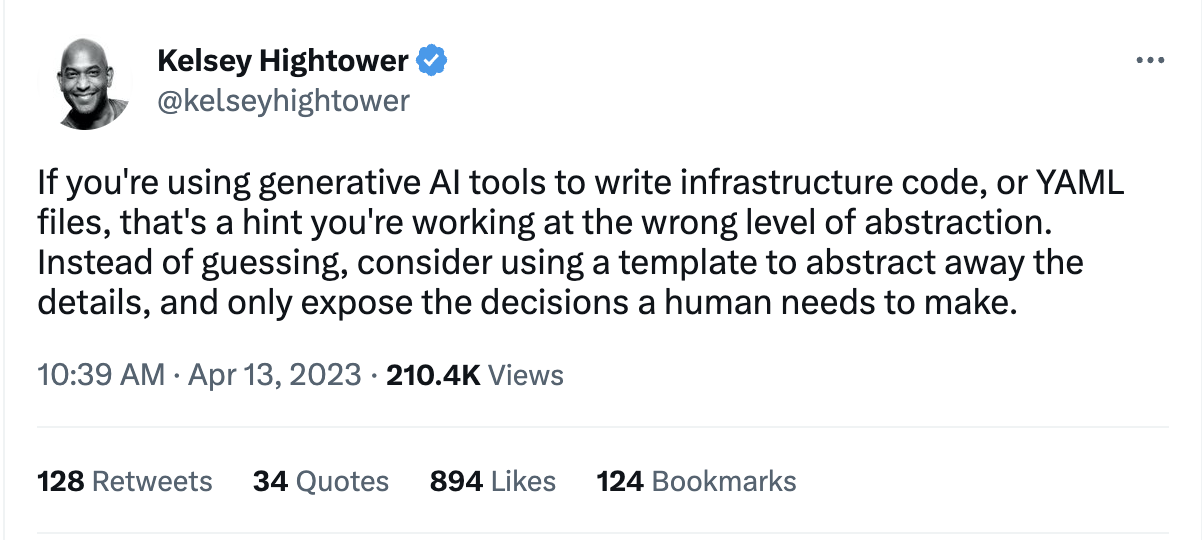 Kelsey Hightower
@kelseyhightower
If you're using generative AI tools to write infrastructure code, or YAML
files, that's a hint you're working at the wrong level of abstraction.
Instead of guessing, consider using a template to abstract away the
details, and only expose the decisions a human needs to make.
10:39 AM · Apr 13, 2023 · 210.4K Views
128 Retweets 34 Quotes 894 Likes 124 Bookmarks